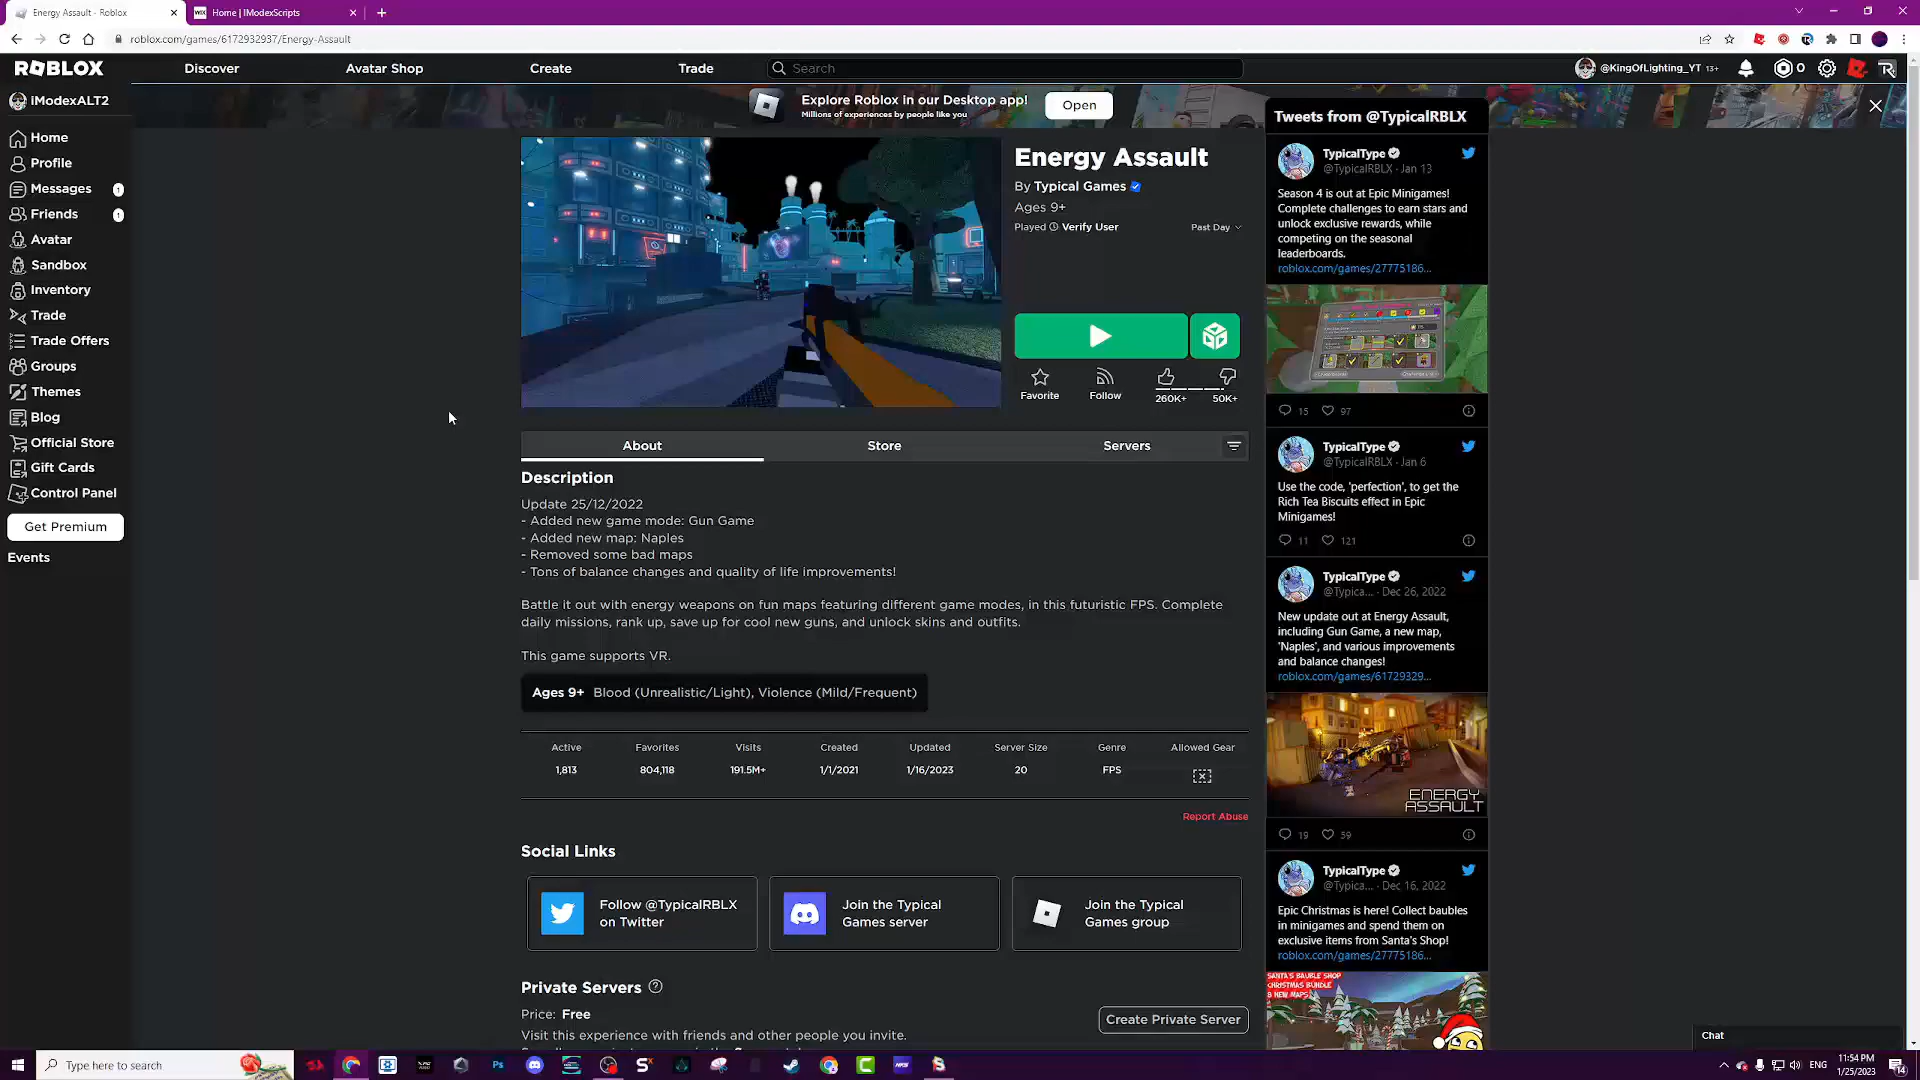 Energy Assault - Roblox
Home | IModexScripts
roblox.com/games/6172932937/Energy-Assault
ROBLOX
Discover
Avatar Shop
Create
Trade
Search
@KingOfLighting_YT 13+
0
iModexALT2
Home
Profile
Messages 1
Friends 1
Avatar
Sandbox
Inventory
Trade
Trade Offers
Groups
Themes
Blog
Official Store
Gift Cards
Control Panel
Get Premium
Events
Explore Roblox in our Desktop app!
Millions of experiences by people like you
Open
Energy Assault
By Typical Games
Ages 9+
Played Verify User
Past Day
Favorite
Follow
260K+
50K+
About
Store
Servers
Description
Update 25/12/2022
- Added new game mode: Gun Game
- Added new map: Naples
- Removed some bad maps
- Tons of balance changes and quality of life improvements!
Battle it out with energy weapons on fun maps featuring different game modes, in this futuristic FPS. Complete
daily missions, rank up, save up for cool new guns, and unlock skins and outfits.
This game supports VR.
Ages 9+ Blood (Unrealistic/Light), Violence (Mild/Frequent)
Active Favorites Visits Created Updated Server Size Genre Allowed Gear
1,813 804,118 191.5M+ 1/1/2021 1/16/2023 20 FPS
Report Abuse
Social Links
Follow @TypicalRBLX
on Twitter
Join the Typical
Games server
Join the Typical
Games group
Private Servers
Price: Free
Create Private Server
Visit this experience with friends and other people you invite.
Tweets from @TypicalRBLX
TypicalType
@TypicalRBLX · Jan 13
Season 4 is out at Epic Minigames!
Complete challenges to earn stars and
unlock exclusive rewards, while
competing on the seasonal
leaderboards.
roblox.com/games/27775186...
15 97
TypicalType
@TypicalRBLX · Jan 6
Use the code, 'perfection', to get the
Rich Tea Biscuits effect in Epic
Minigames!
11 121
TypicalType
@Typica... · Dec 26, 2022
New update out at Energy Assault,
including Gun Game, a new map,
'Naples', and various improvements
and balance changes!
roblox.com/games/61729329...
ENERGY
ASSAULT
19 59
TypicalType
@Typica... · Dec 16, 2022
Epic Christmas is here! Collect baubles
in minigames and spend them on
exclusive items from Santa's Shop!
roblox.com/games/27775186...
SANTA'S BAUBLE SHOP
CHRISTMAS BUNDLE
8 NEW MAPS
Chat
Type here to search
Ps
ENG
11:54 PM
1/25/2023
14